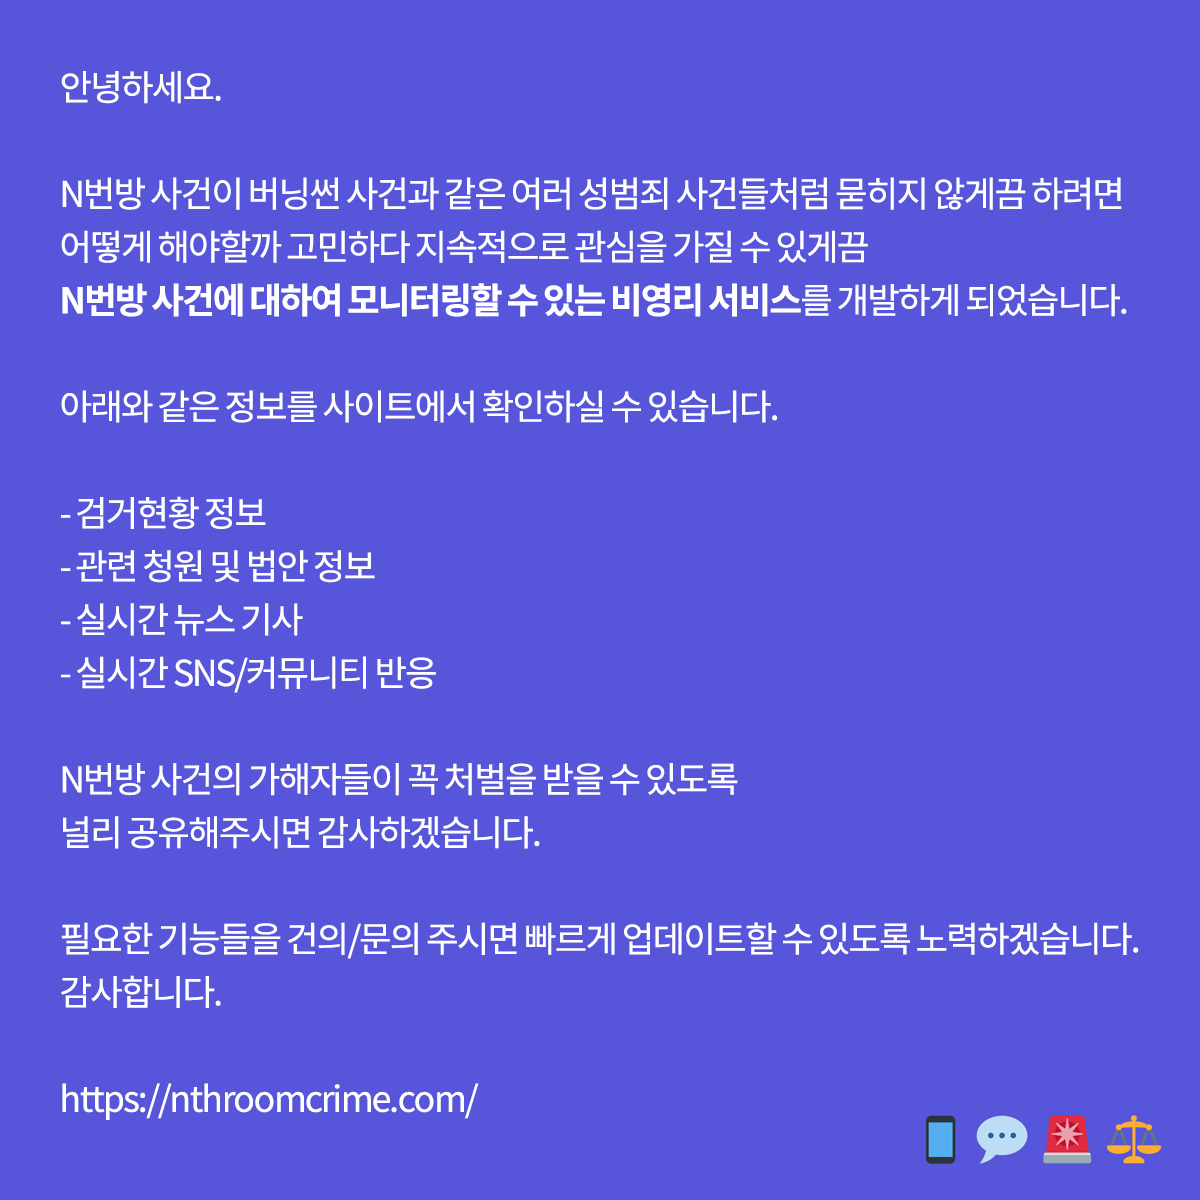 안녕하세요.
N번방 사건이 버닝썬 사건과 같은 여러 성범죄 사건들처럼 묻히지 않게끔 하려면
어떻게 해야할까 고민하다 지속적으로 관심을 가질 수 있게끔
N번방 사건에 대하여 모니터링할 수 있는 비영리 서비스를 개발하게 되었습니다.
아래와 같은 정보를 사이트에서 확인하실 수 있습니다.
- 검거현황 정보
- 관련 청원 및 법안 정보
- 실시간 뉴스 기사
- 실시간 SNS/커뮤니티 반응
N번방 사건의 가해자들이 꼭 처벌을 받을 수 있도록
널리 공유해주시면 감사하겠습니다.
필요한 기능들을 건의/문의 주시면 빠르게 업데이트할 수 있도록 노력하겠습니다.
감사합니다.
https://nthroomcrime.com/